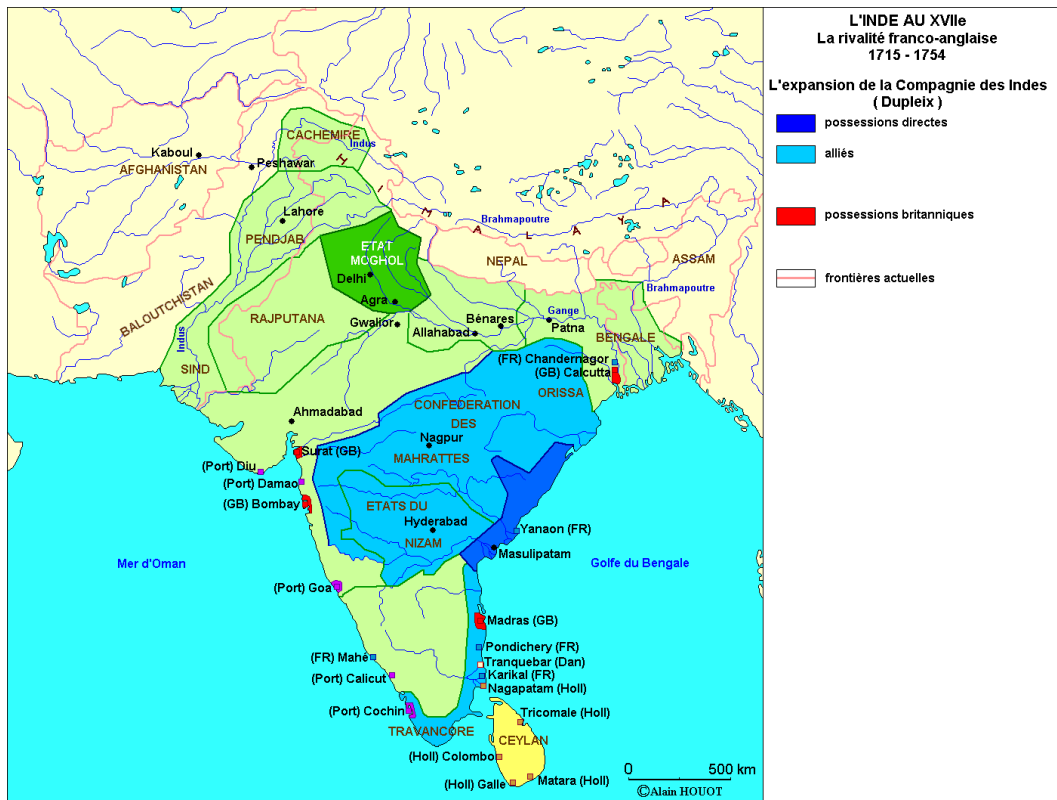 L'INDE AU XVIIe
La rivalité franco-anglaise
1715 - 1754
L'expansion de la Compagnie des Indes
( Dupleix )
possessions directes
alliés
possessions britanniques
frontières actuelles
CACHEMIRE
Indus
Kaboul
AFGHANISTAN
Peshawar
HIMALAYA
Lahore
PENDJAB
Brahmapoutre
ETAT
MOGHOL
NEPAL
ASSAM
Delhi
BALOUTCHISTAN
Brahmapoutre
Agra
RAJPUTANA
Gwalior
Allahabad
Bénares
Gange
Patna
BENGALE
Indus
SIND
(FR) Chandernagor
(GB) Calcutta
ORISSA
CONFEDERATION
DES
Ahmadabad
Nagpur
MAHRATTES
Surat (GB)
(Port) Diu
(Port) Damao
(GB) Bombay
ETATS DU
Hyderabad
NIZAM
Yanaon (FR)
Masulipatam
Mer d'Oman
Golfe du Bengale
(Port) Goa
Madras (GB)
Pondichery (FR)
(FR) Mahé
Tranquebar (Dan)
(Port) Calicut
Karikal (FR)
Nagapatam (Holl)
(Port) Cochin
Tricomale (Holl)
TRAVANCORE
CEYLAN
(Holl) Colombo
0 500 km
(Holl) Galle
Matara (Holl)
©Alain HOUOT